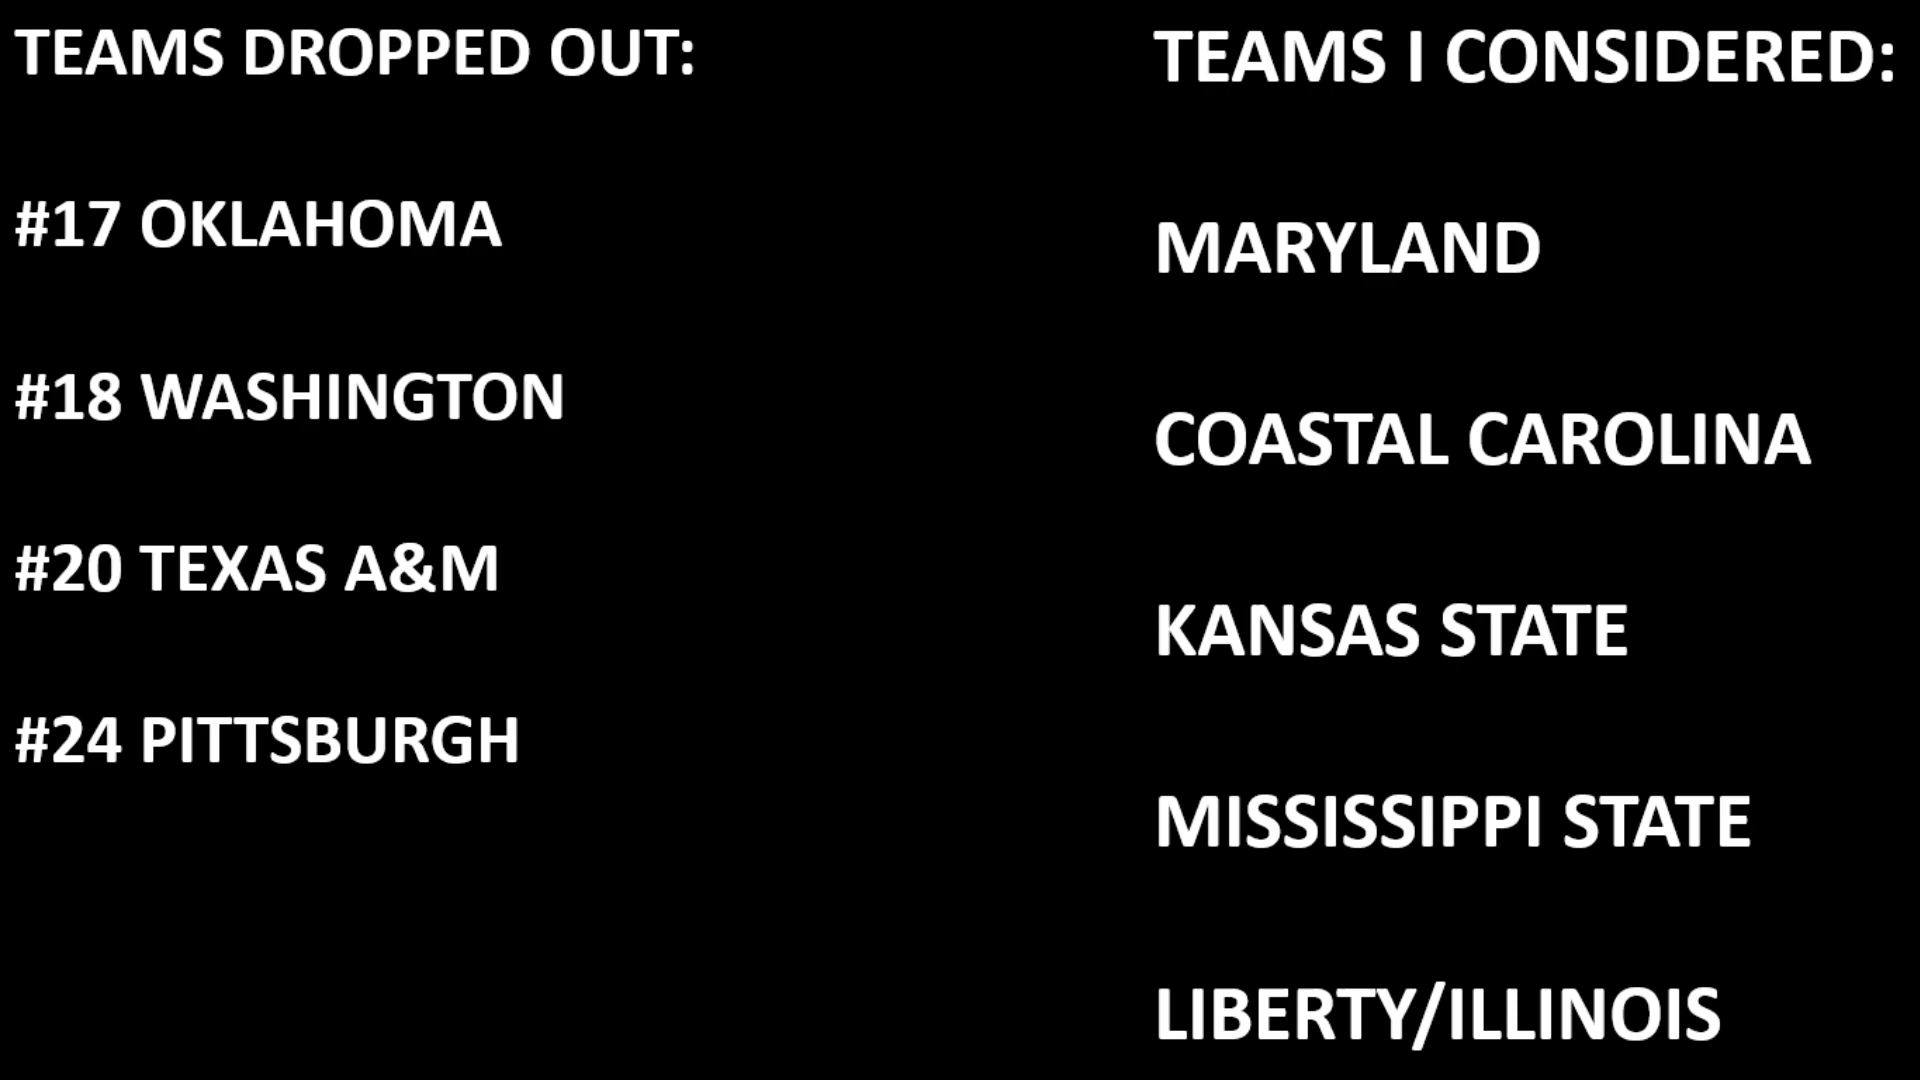 TEAMS DROPPED OUT:
#17 OKLAHOMA
#18 WASHINGTON
#20 TEXAS A&M
#24 PITTSBURGH
TEAMS I CONSIDERED:
MARYLAND
COASTAL CAROLINA
KANSAS STATE
MISSISSIPPI STATE
LIBERTY/ILLINOIS